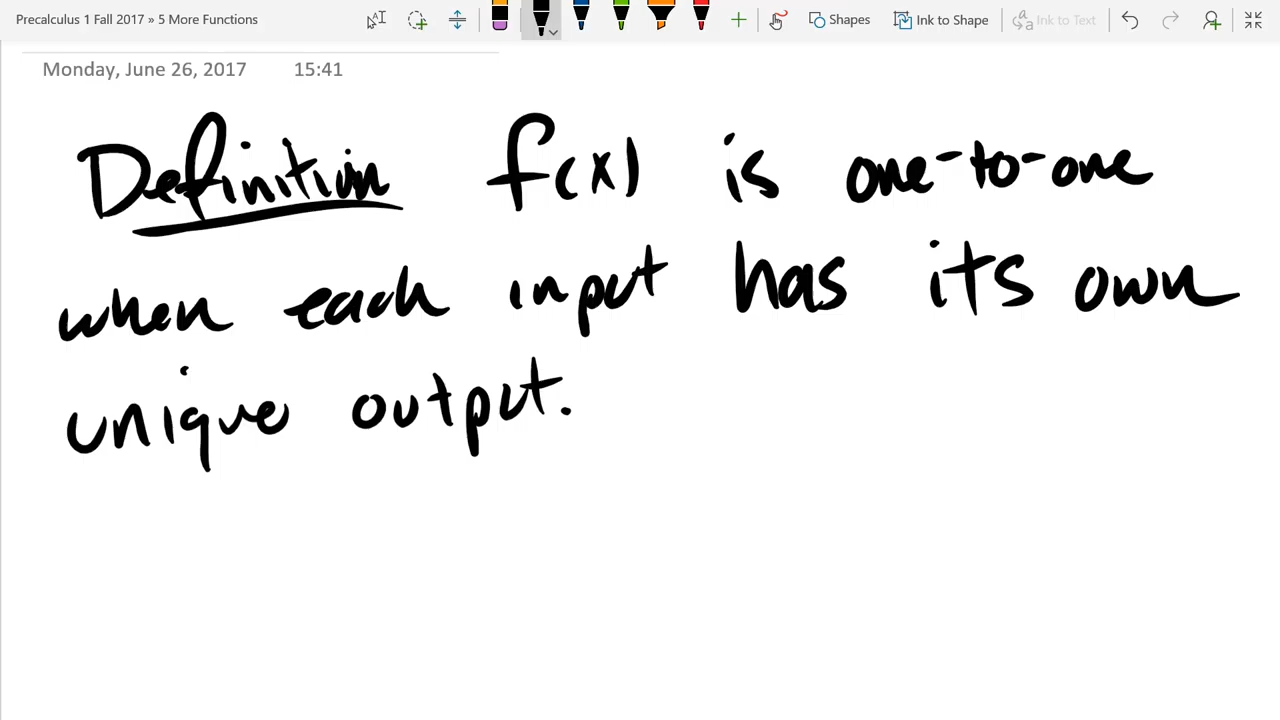 Precalculus 1 Fall 2017 » 5 More Functions Shapes Ink to Shape Ink to Text
Monday, June 26, 2017 15:41
Definition f(x) is one-to-one
when each input has its own
unique output.